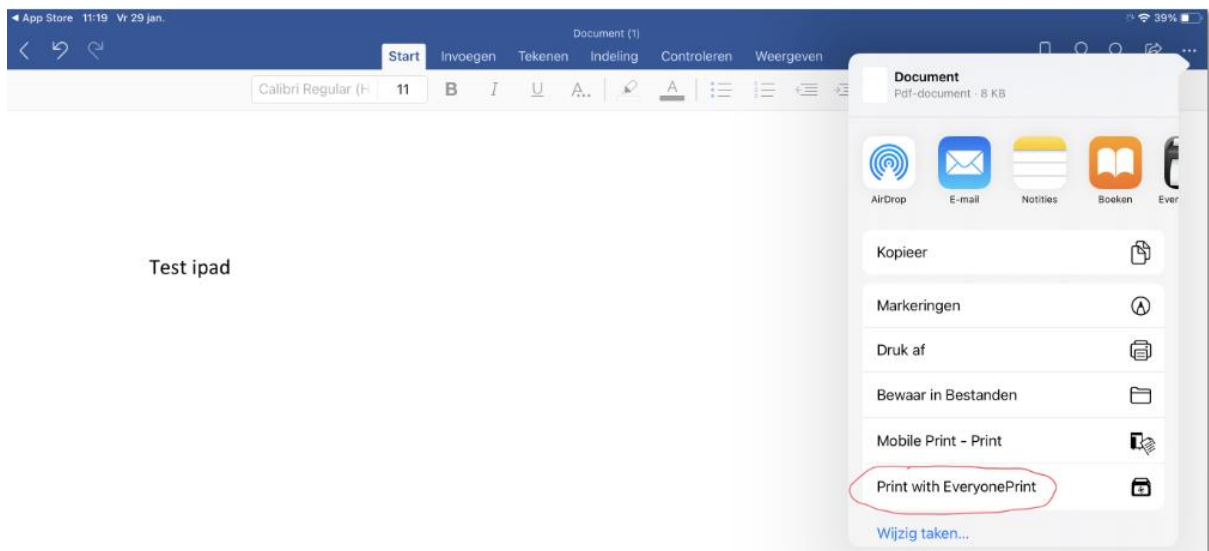 App Store 11:19 Vr 29 jan.
39%
Document (1)
Start Invoegen Tekenen Indeling Controleren Weergeven
Calibri Regular (H 11 B I U A.. A
Document
Pdf-document · 8 KB
AirDrop E-mail Notities Boeken Ever
Kopieer
Test ipad
Markeringen
Druk af
Bewaar in Bestanden
Mobile Print - Print
Print with EveryonePrint
Wijzig taken...